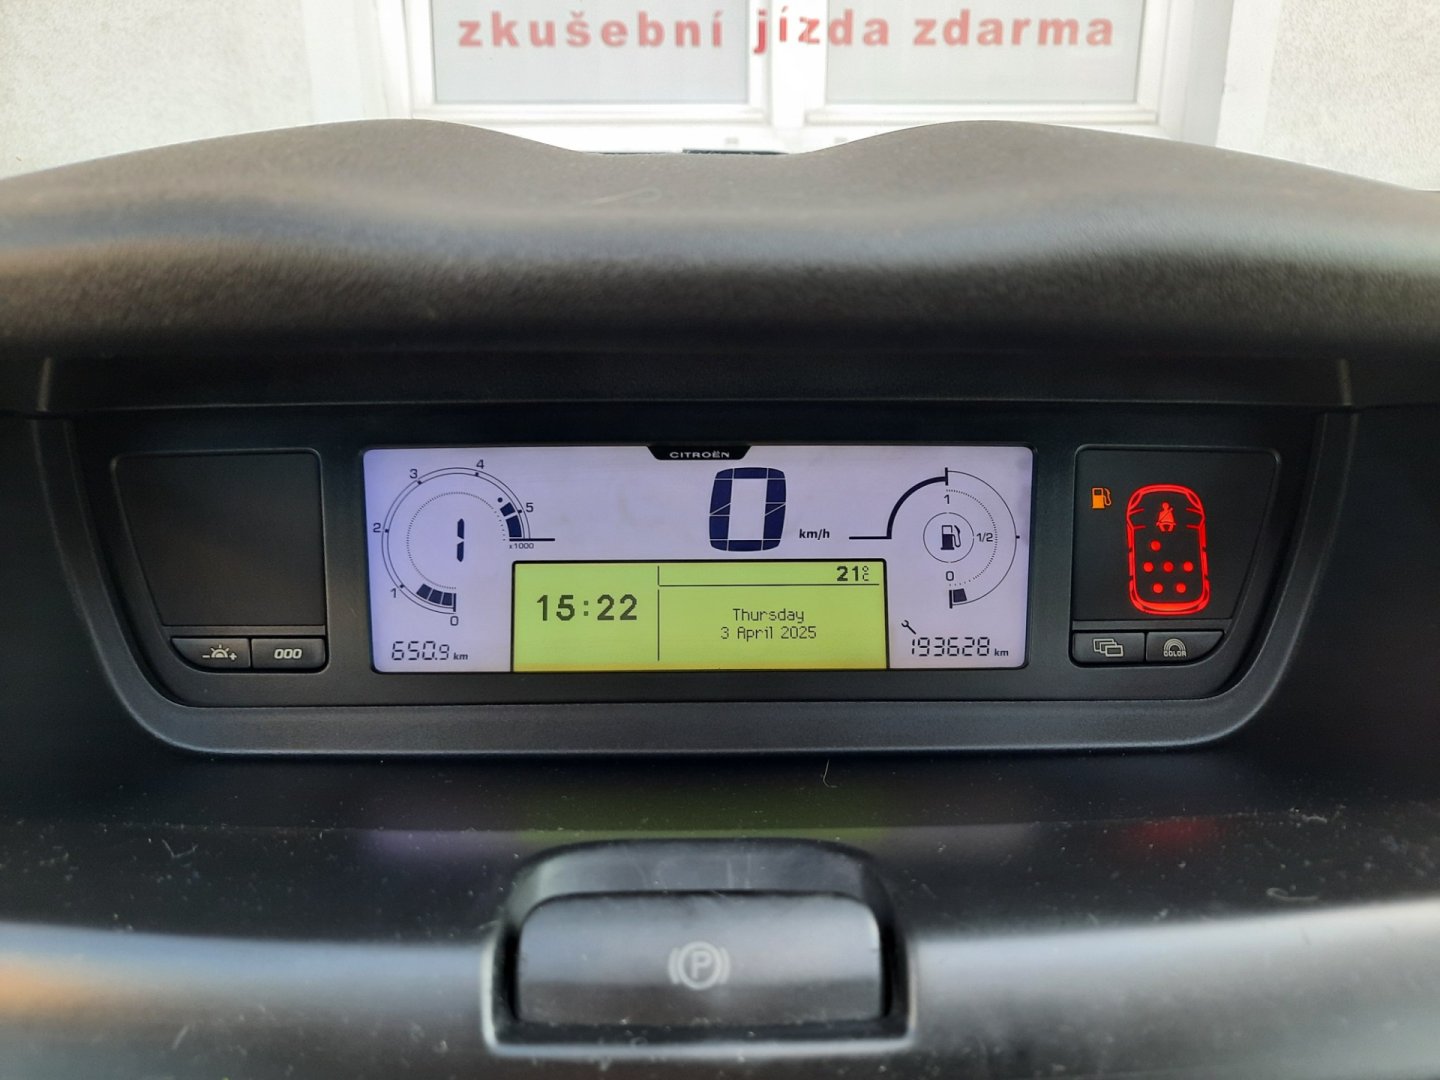 zkušební jízda zdarma
CITROËN
4
3
5
2
x1000
1
0
1
0
km/h
1
1/2
0
21°C
15:22
Thursday
3 April 2025
650.9 km
193628 km
000
COLOR
P